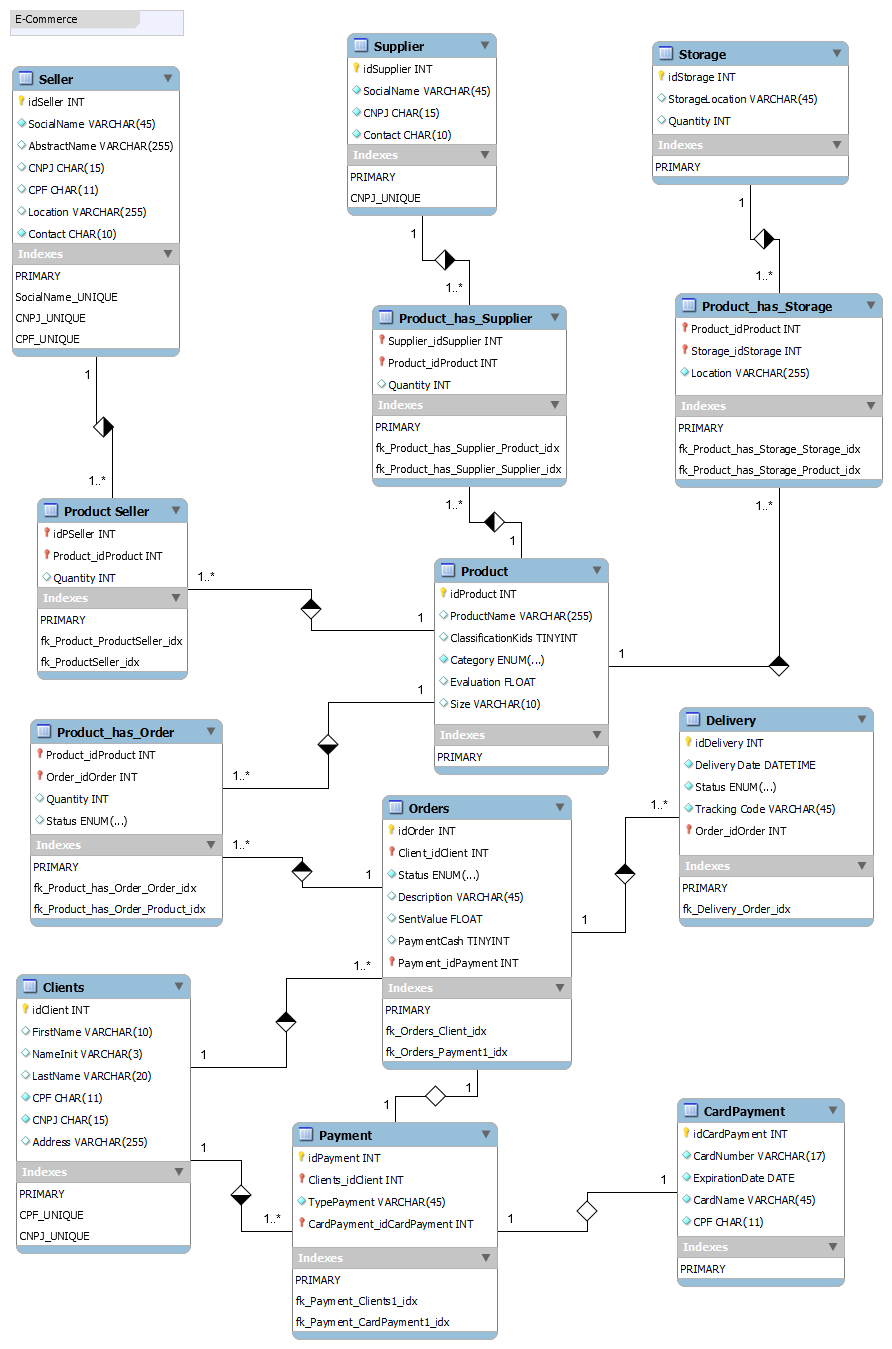 E-Commerce
Seller
idSeller INT
SocialName VARCHAR(45)
AbstractName VARCHAR(255)
CNPJ CHAR(15)
CPF CHAR(11)
Location VARCHAR(255)
Contact CHAR(10)
Indexes
PRIMARY
SocialName_UNIQUE
CNPJ_UNIQUE
CPF_UNIQUE
1
1..*
Supplier
idSupplier INT
SocialName VARCHAR(45)
CNPJ CHAR(15)
Contact CHAR(10)
Indexes
PRIMARY
CNPJ_UNIQUE
1
1..*
Storage
idStorage INT
StorageLocation VARCHAR(45)
Quantity INT
Indexes
PRIMARY
1
1..*
Product_has_Supplier
Supplier_idSupplier INT
Product_idProduct INT
Quantity INT
Indexes
PRIMARY
fk_Product_has_Supplier_Product_idx
fk_Product_has_Supplier_Supplier_idx
1..*
1
Product_has_Storage
Product_idProduct INT
Storage_idStorage INT
Location VARCHAR(255)
Indexes
PRIMARY
fk_Product_has_Storage_Storage_idx
fk_Product_has_Storage_Product_idx
1..*
1
Product Seller
idPSeller INT
Product_idProduct INT
Quantity INT
Indexes
PRIMARY
fk_Product_ProductSeller_idx
fk_ProductSeller_idx
1..*
1
Product
idProduct INT
ProductName VARCHAR(255)
ClassificationKids TINYINT
Category ENUM(...)
Evaluation FLOAT
Size VARCHAR(10)
Indexes
PRIMARY
1
1..*
Product_has_Order
Product_idProduct INT
Order_idOrder INT
Quantity INT
Status ENUM(...)
Indexes
PRIMARY
fk_Product_has_Order_Order_idx
fk_Product_has_Order_Product_idx
1..*
1
Orders
idOrder INT
Client_idClient INT
Status ENUM(...)
Description VARCHAR(45)
SentValue FLOAT
PaymentCash TINYINT
Payment_idPayment INT
Indexes
PRIMARY
fk_Orders_Client_idx
fk_Orders_Payment1_idx
Delivery
idDelivery INT
Delivery Date DATETIME
Status ENUM(...)
Tracking Code VARCHAR(45)
Order_idOrder INT
Indexes
PRIMARY
fk_Delivery_Order_idx
1..*
1
Clients
idClient INT
FirstName VARCHAR(10)
NameInit VARCHAR(3)
LastName VARCHAR(20)
CPF CHAR(11)
CNPJ CHAR(15)
Address VARCHAR(255)
Indexes
PRIMARY
CPF_UNIQUE
CNPJ_UNIQUE
1..*
1
1
1..*
1
1
Payment
idPayment INT
Clients_idClient INT
TypePayment VARCHAR(45)
CardPayment_idCardPayment INT
Indexes
PRIMARY
fk_Payment_Clients1_idx
fk_Payment_CardPayment1_idx
1
1
CardPayment
idCardPayment INT
CardNumber VARCHAR(17)
ExpirationDate DATE
CardName VARCHAR(45)
CPF CHAR(11)
Indexes
PRIMARY